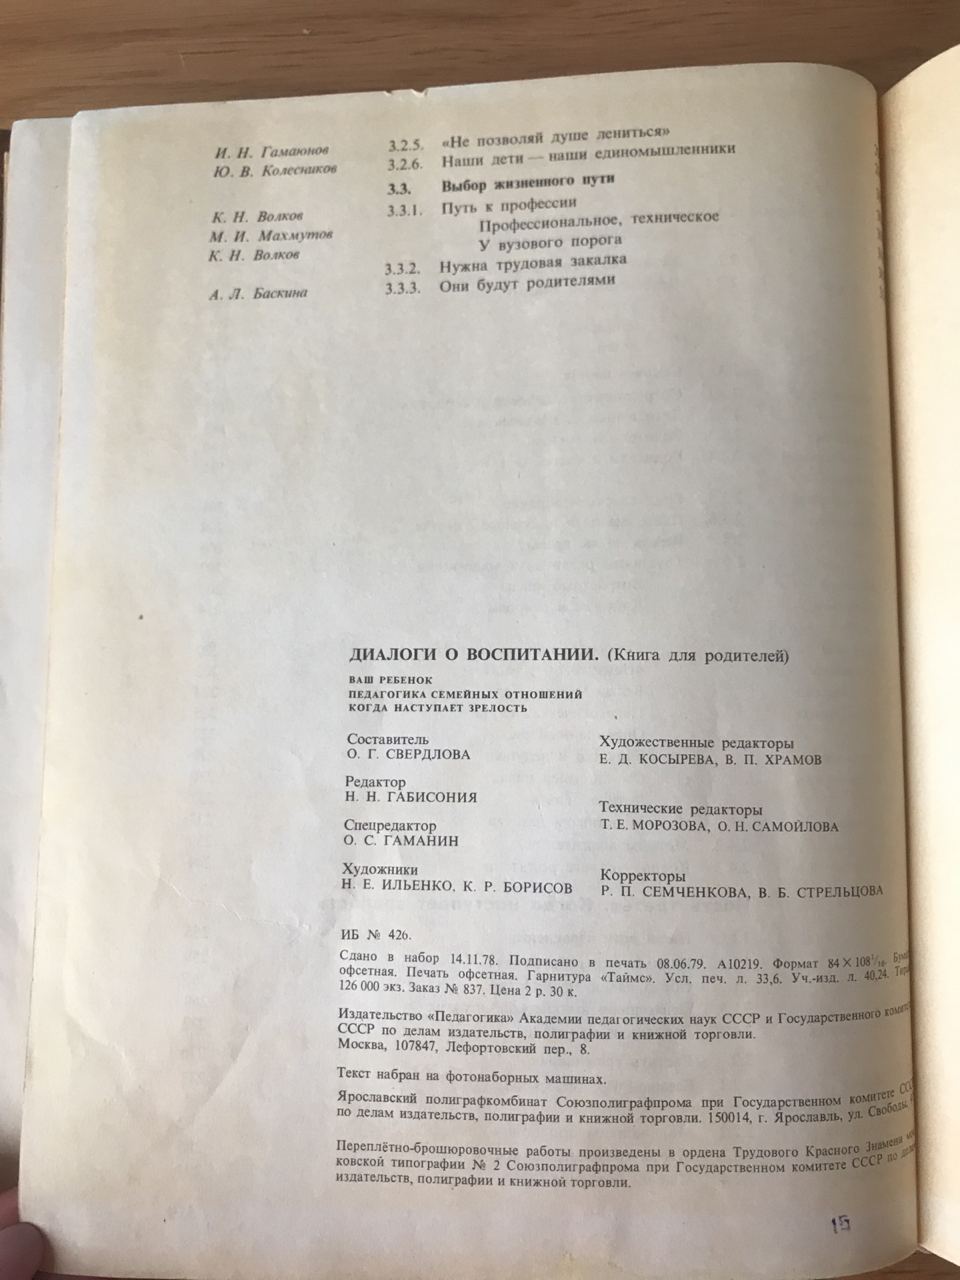 И. Н. Гамаюнов 3.2.5. «Не позволяй душе лениться»
Ю. В. Колесников 3.2.6. Наши дети — наши единомышленники
3.3. Выбор жизненного пути
К. Н. Волков 3.3.1. Путь к профессии
М. И. Махмутов Профессиональное, техническое
К. Н. Волков У вузового порога
3.3.2. Нужна трудовая закалка
А. Л. Баскина 3.3.3. Они будут родителями
ДИАЛОГИ О ВОСПИТАНИИ. (Книга для родителей)
ВАШ РЕБЕНОК
ПЕДАГОГИКА СЕМЕЙНЫХ ОТНОШЕНИЙ
КОГДА НАСТУПАЕТ ЗРЕЛОСТЬ
Составитель
О. Г. СВЕРДЛОВА
Редактор
Н. Н. ГАБИСОНИЯ
Спецредактор
О. С. ГАМАНИН
Художники
Н. Е. ИЛЬЕНКО, К. Р. БОРИСОВ
Художественные редакторы
Е. Д. КОСЫРЕВА, В. П. ХРАМОВ
Технические редакторы
Т. Е. МОРОЗОВА, О. Н. САМОЙЛОВА
Корректоры
Р. П. СЕМЧЕНКОВА, В. Б. СТРЕЛЬЦОВА
ИБ № 426.
Сдано в набор 14.11.78. Подписано в печать 08.06.79. А10219. Формат 84×108
офсетная. Печать офсетная. Гарнитура «Таймс». Усл. печ. л. 33,6. Уч.-изд. л. 40,24.
126 000 экз. Заказ № 837. Цена 2 р. 30 к.
Издательство «Педагогика» Академии педагогических наук СССР и Государственного
СССР по делам издательств, полиграфии и книжной торговли.
Москва, 107847, Лефортовский пер., 8.
Текст набран на фотонаборных машинах.
Ярославский полиграфкомбинат Союзполиграфпрома при Государственном комитете
по делам издательств, полиграфии и книжной торговли. 150014, г. Ярославль, ул. Свободы,
Переплётно-брошюровочные работы произведены в ордена Трудового Красного Знамени
ковской типографии № 2 Союзполиграфпрома при Государственном комитете СССР по
издательств, полиграфии и книжной торговли.